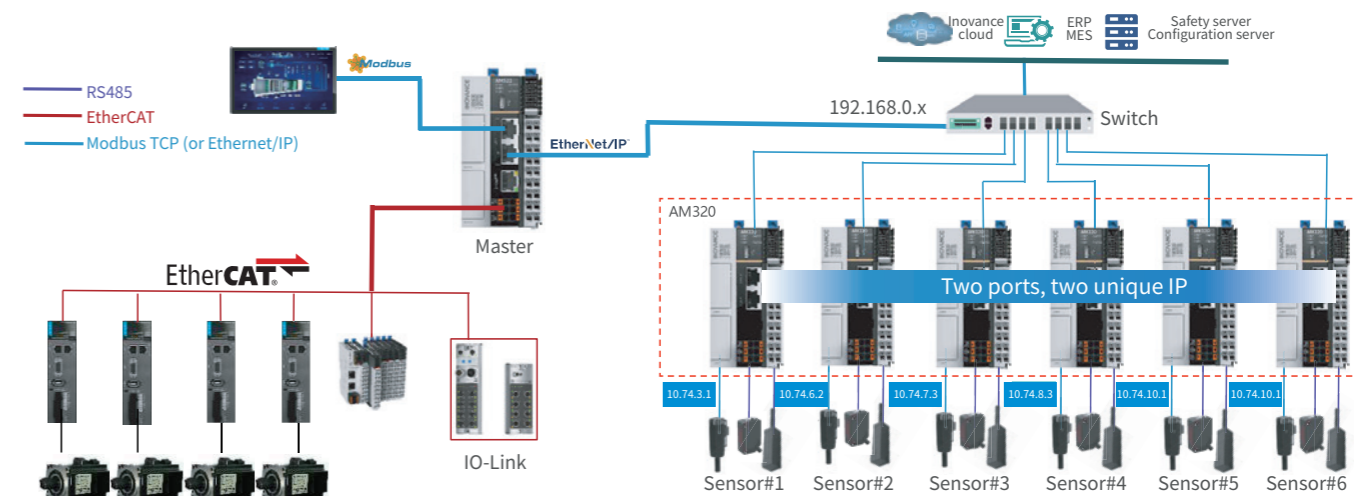 Inovance
cloud
ERP
MES
Safety server
Configuration server
Modbus
RS485
EtherCAT
Modbus TCP (or Ethernet/IP)
192.168.0.x
Switch
EtherNet/IP
Master
AM320
EtherCAT®
Two ports, two unique IP
10.74.3.1
10.74.6.2
10.74.7.3
10.74.8.3
10.74.10.1
10.74.10.1
IO-Link
Sensor#1
Sensor#2
Sensor#3
Sensor#4
Sensor#5
Sensor#6